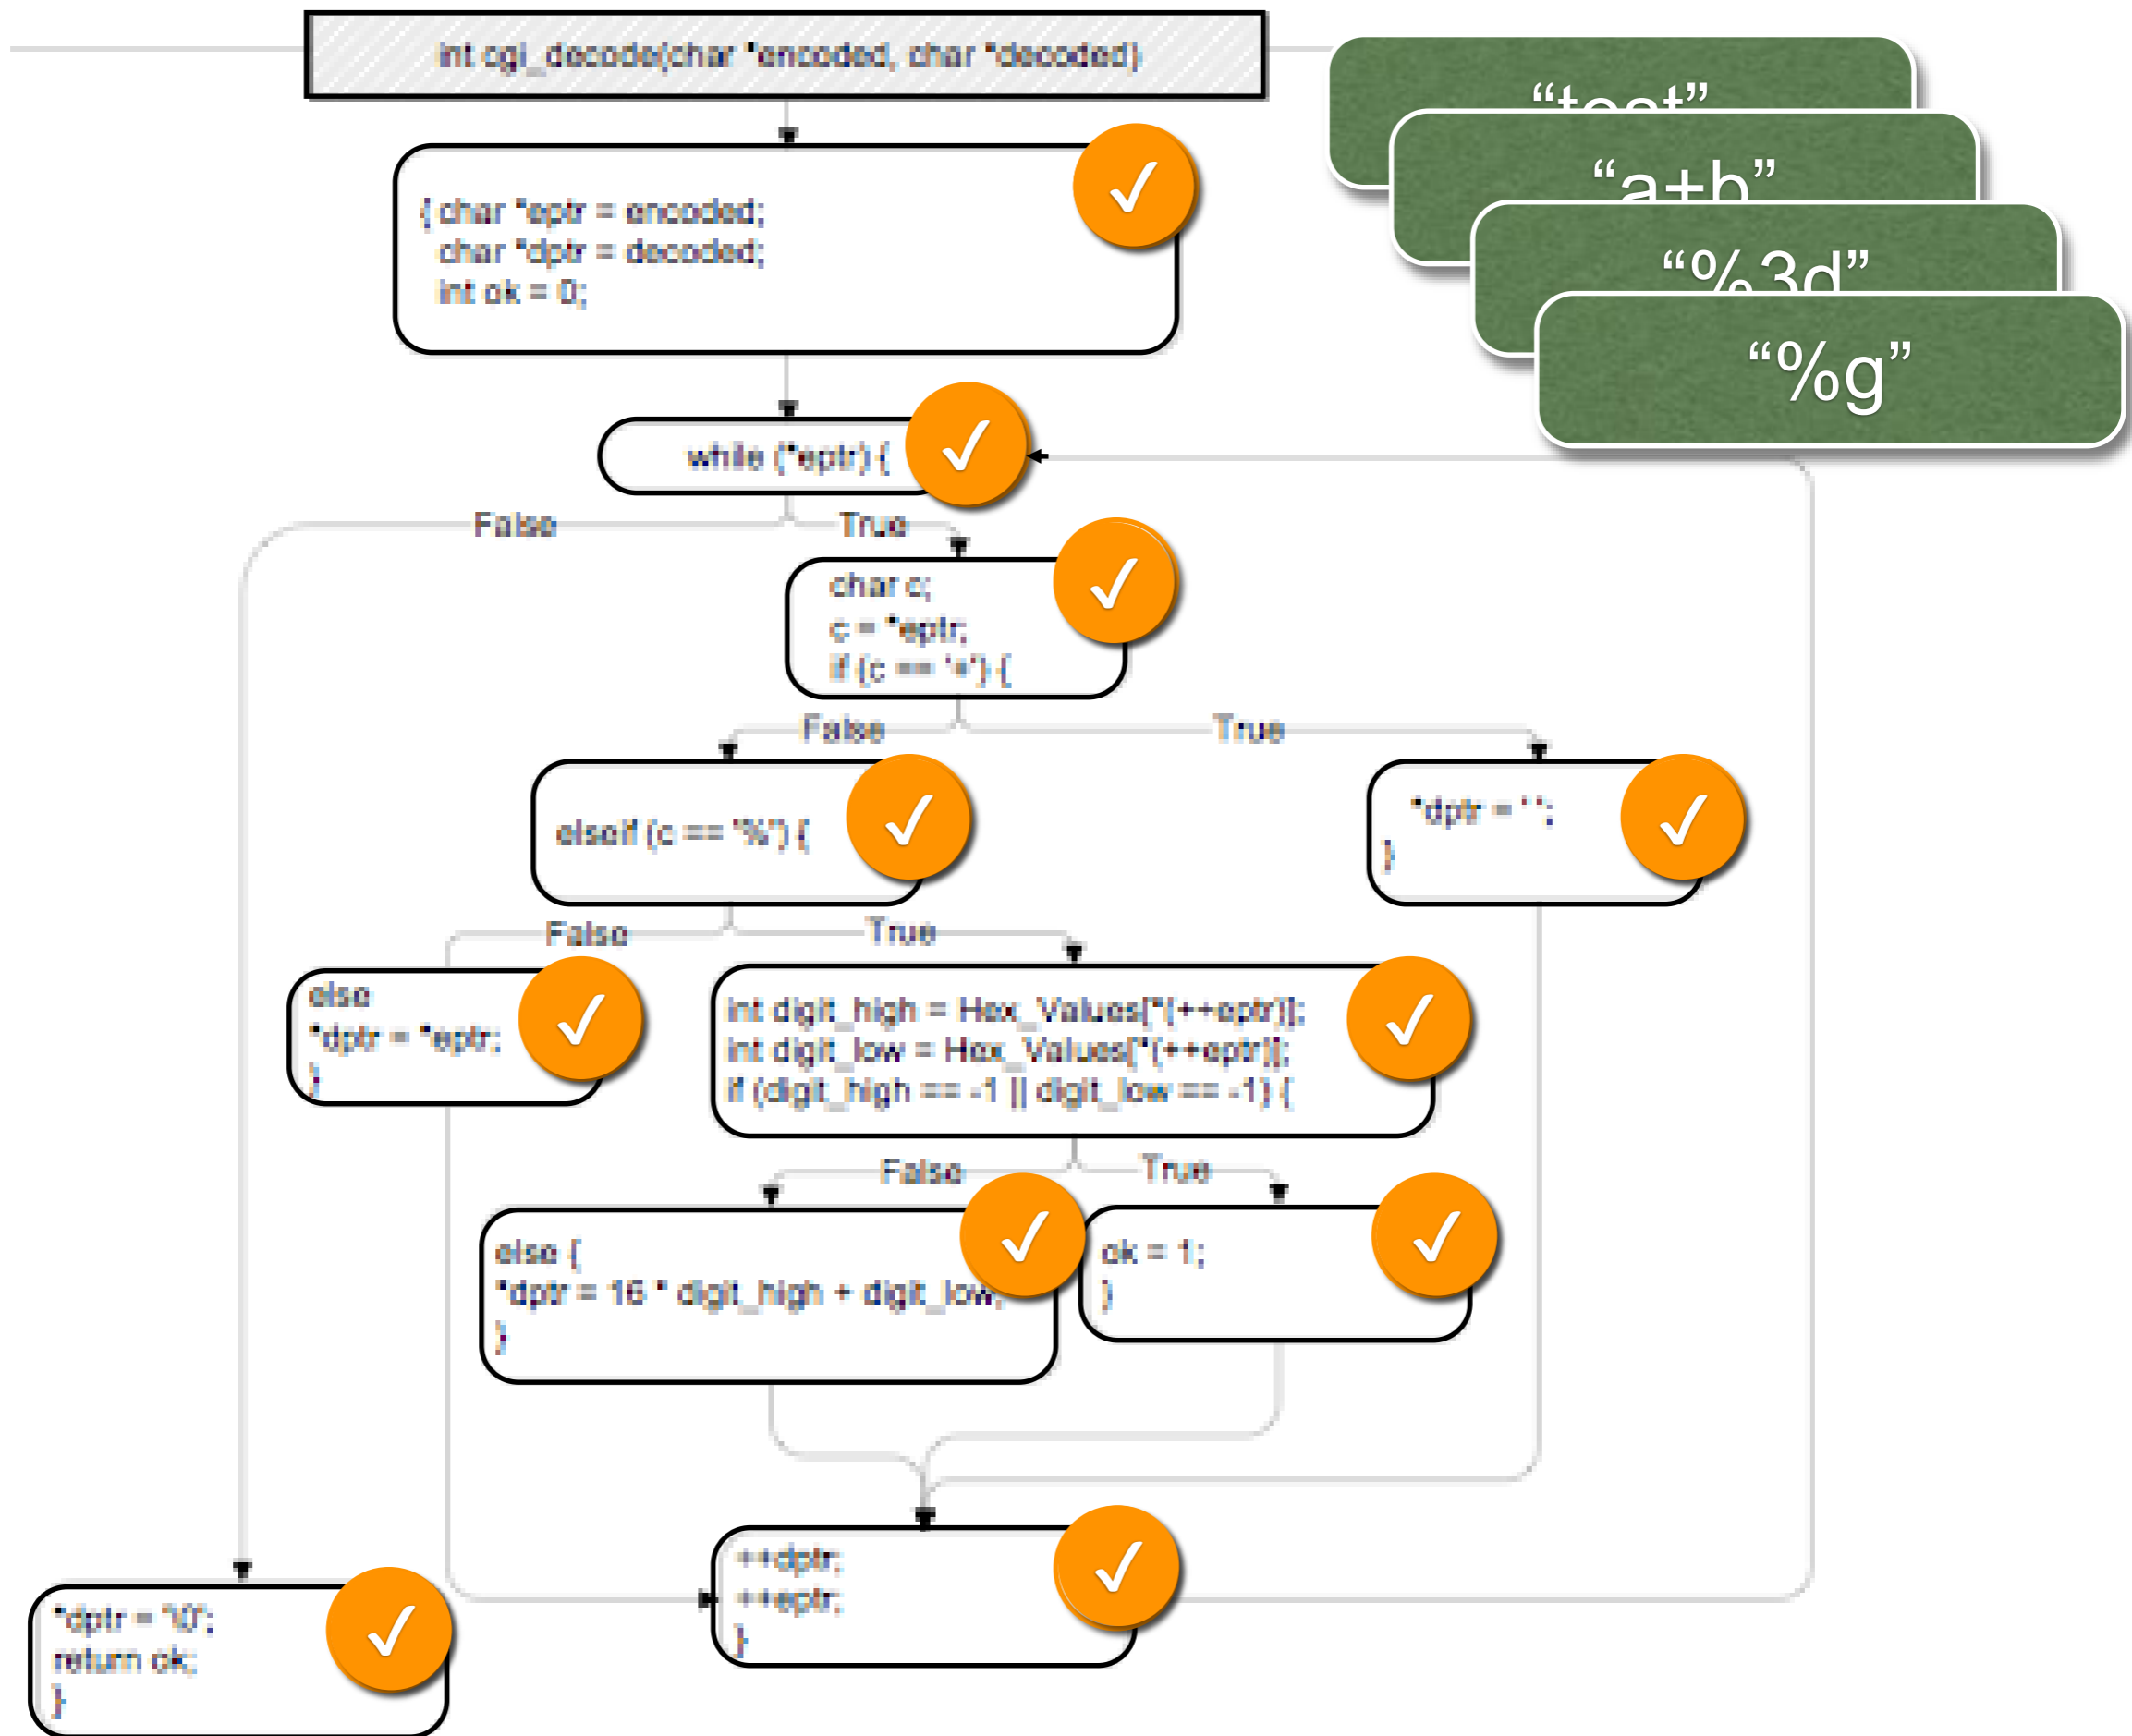 int cgi_decode(char *encoded, char *decoded)
“test”
“a+b”
“%3d”
“%g”
{ char *eptr = encoded;
char *dptr = decoded;
int ok = 0;
while (*eptr) {
False
True
char c;
c = *eptr;
if (c == '+') {
False
True
elseif (c == '%') {
*dptr = ' ';
}
False
True
else
*dptr = *eptr;
}
int digit_high = Hex_Values[*(++eptr)];
int digit_low = Hex_Values[*(++eptr)];
if (digit_high == -1 || digit_low == -1) {
False
True
else {
*dptr = 16 * digit_high + digit_low;
}
ok = 1;
}
++dptr;
++eptr;
}
*dptr = '\0';
return ok;
}